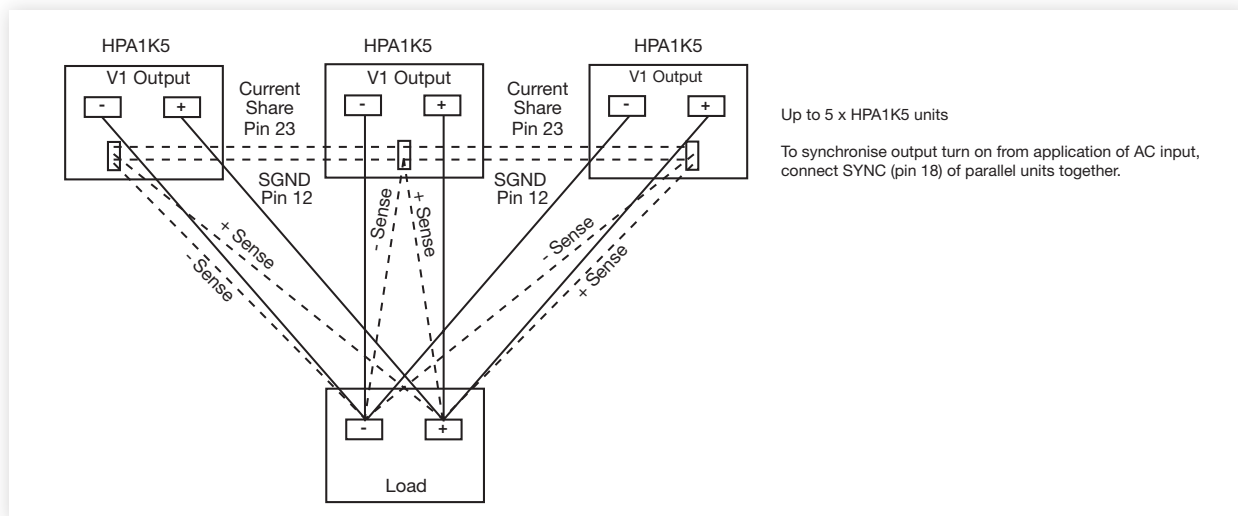 HPA1K5
HPA1K5
HPA1K5
V1 Output
V1 Output
V1 Output
-
+
-
+
-
+
Current
Share
Pin 23
Current
Share
Pin 23
SGND
Pin 12
SGND
Pin 12
Up to 5 x HPA1K5 units
To synchronise output turn on from application of AC input,
connect SYNC (pin 18) of parallel units together.
+ Sense
- Sense
- Sense
+ Sense
- Sense
+ Sense
-
+
Load